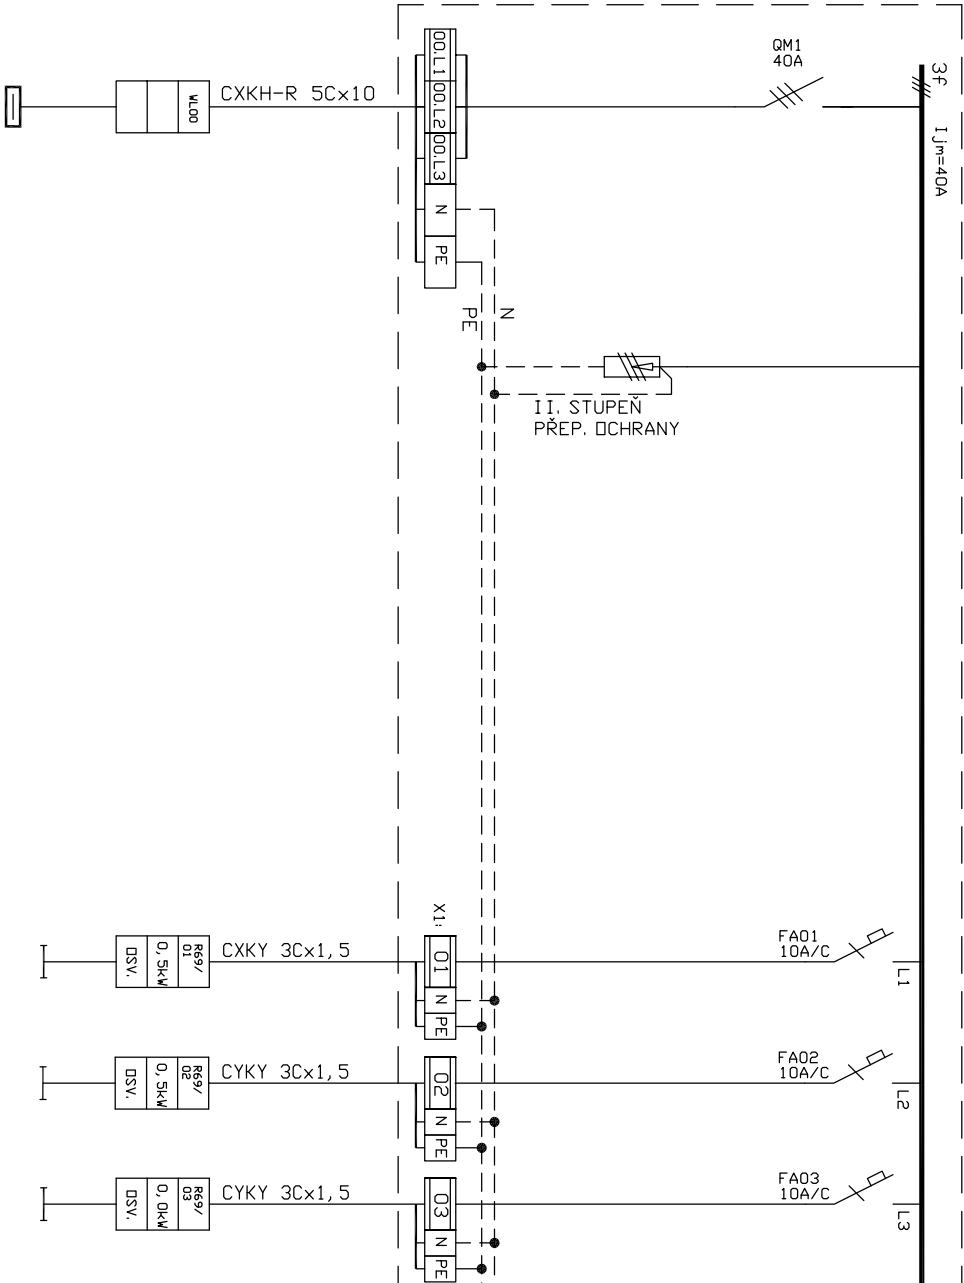 QM1
40A
3f
Ijm=40A
CXKH-R 5Cx10
WL00
00.L1
00.L2
00.L3
N
PE
N
PE
II. STUPEŇ
PŘEP. OCHRANY
X1:
FA01
10A/C
L1
CXKY 3Cx1,5
R69/
01
0,5kW
OSV.
01
N
PE
FA02
10A/C
L2
CYKY 3Cx1,5
R69/
02
0,5kW
OSV.
02
N
PE
FA03
10A/C
L3
CYKY 3Cx1,5
R69/
03
0,0kW
OSV.
03
N
PE